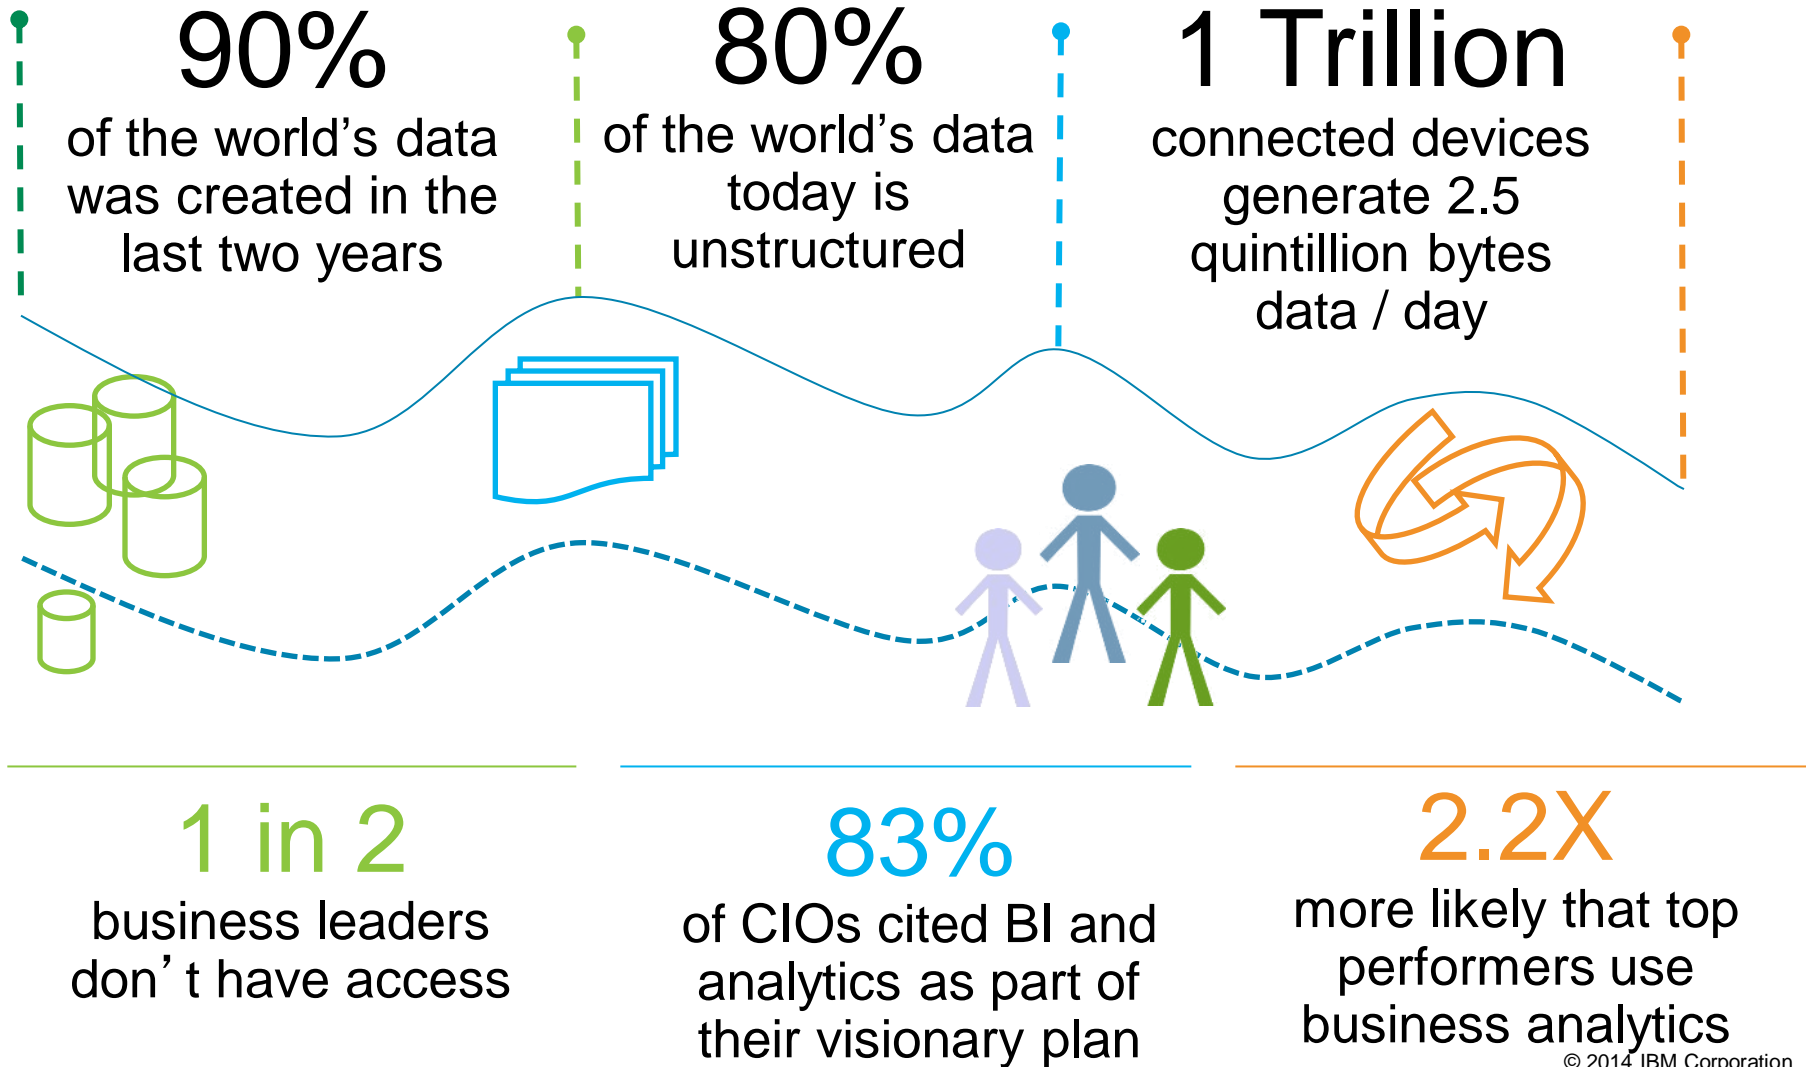 90%
of the world’s data
was created in the
last two years
80%
of the world’s data
today is
unstructured
1 Trillion
connected devices
generate 2.5
quintillion bytes
data / day
1 in 2
business leaders
don’ t have access
83%
of CIOs cited BI and
analytics as part of
their visionary plan
2.2X
more likely that top
performers use
business analytics
© 2014 IBM Corporation